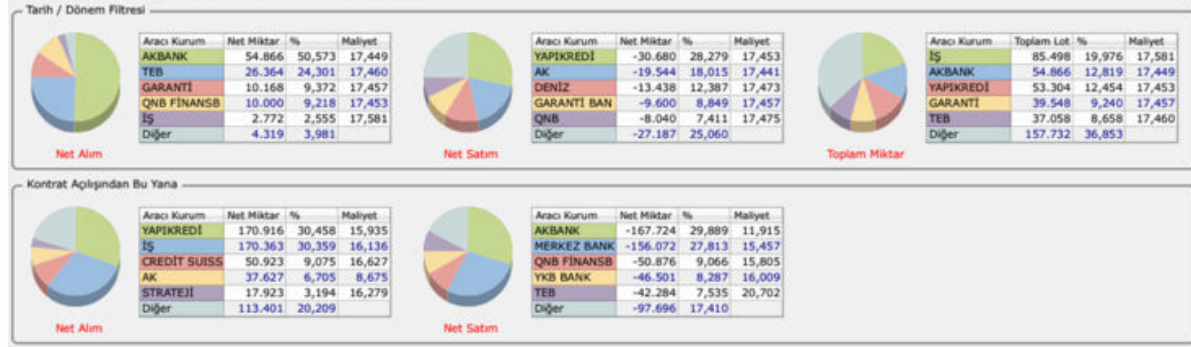 Tarih / Dönem Filtresi
Aracı Kurum Net Miktar % Maliyet
AKBANK 54.866 50,573 17,449
TEB 26.364 24,301 17,460
GARANTİ 10.168 9,372 17,457
QNB FİNANSB 10.000 9,218 17,453
İŞ 2.772 2,555 17,581
Diğer 4.319 3,981
Net Alım
Aracı Kurum Net Miktar % Maliyet
YAPIKREDİ -30.680 28,279 17,453
AK -19.544 18,015 17,441
DENİZ -13.438 12,387 17,473
GARANTİ BAN -9.600 8,849 17,457
QNB -8.040 7,411 17,475
Diğer -27.187 25,060
Net Satım
Aracı Kurum Toplam Lot % Maliyet
İŞ 85.498 19,976 17,581
AKBANK 54.866 12,819 17,449
YAPIKREDİ 53.304 12,454 17,453
GARANTİ 39.548 9,240 17,457
TEB 37.058 8,658 17,460
Diğer 157.732 36,853
Toplam Miktar
Kontrat Açılışından Bu Yana
Aracı Kurum Net Miktar % Maliyet
YAPIKREDİ 170.916 30,458 15,935
İŞ 170.363 30,359 16,136
CREDİT SUISS 50.923 9,075 16,627
AK 37.627 6,705 8,675
STRATEJİ 17.923 3,194 16,279
Diğer 113.401 20,209
Net Alım
Aracı Kurum Net Miktar % Maliyet
AKBANK -167.724 29,889 11,915
MERKEZ BANK -156.072 27,813 15,457
QNB FİNANSB -50.876 9,066 15,805
YKB BANK -46.501 8,287 16,009
TEB -42.284 7,535 20,702
Diğer -97.696 17,410
Net Satım